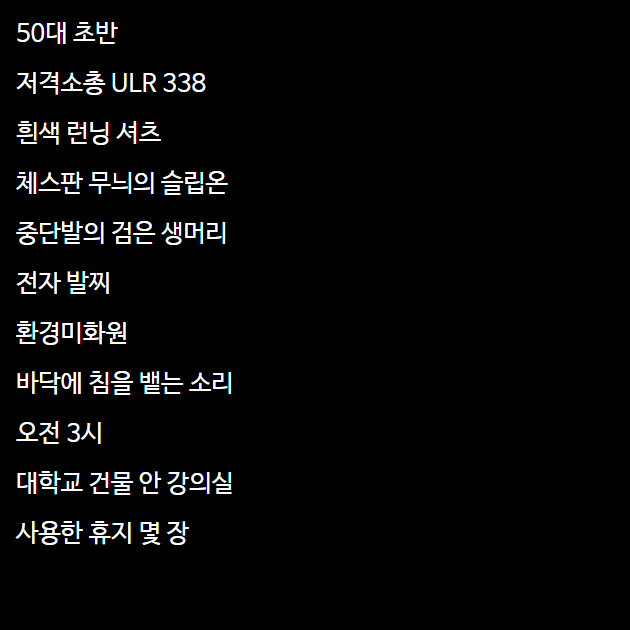 50대 초반
저격소총 ULR 338
흰색 런닝 셔츠
체스판 무늬의 슬립온
중단발의 검은 생머리
전자 발찌
환경미화원
바닥에 침을 뱉는 소리
오전 3시
대학교 건물 안 강의실
사용한 휴지 몇 장